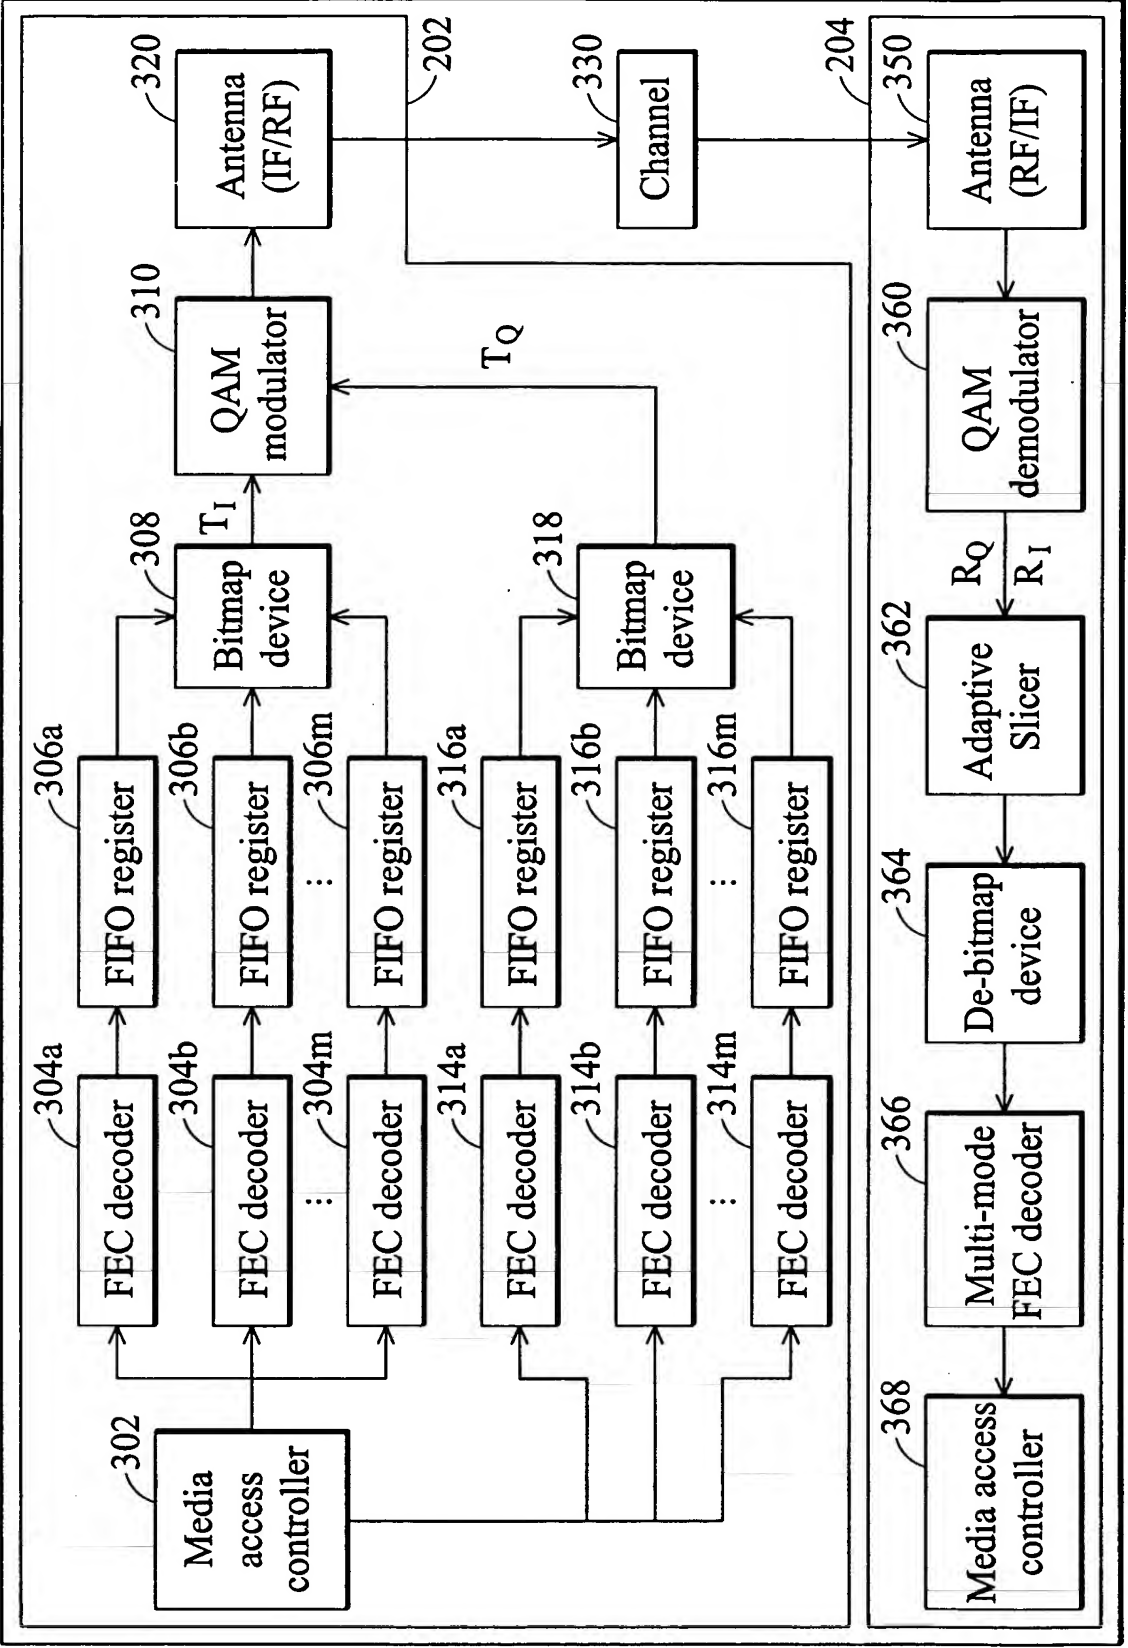 302
Media
access
controller
304a
FEC decoder
306a
FIFO register
304b
FEC decoder
306b
FIFO register
304m
⋮
FEC decoder
306m
⋮
FIFO register
308
Bitmap
device
T_I
310
QAM
modulator
320
Antenna
(IF/RF)
202
314a
FEC decoder
316a
FIFO register
314b
FEC decoder
316b
FIFO register
314m
⋮
FEC decoder
316m
⋮
FIFO register
318
Bitmap
device
T_Q
330
Channel
204
368
Media access
controller
366
Multi-mode
FEC decoder
364
De-bitmap
device
362
Adaptive
Slicer
R_Q
R_I
360
QAM
demodulator
350
Antenna
(RF/IF)